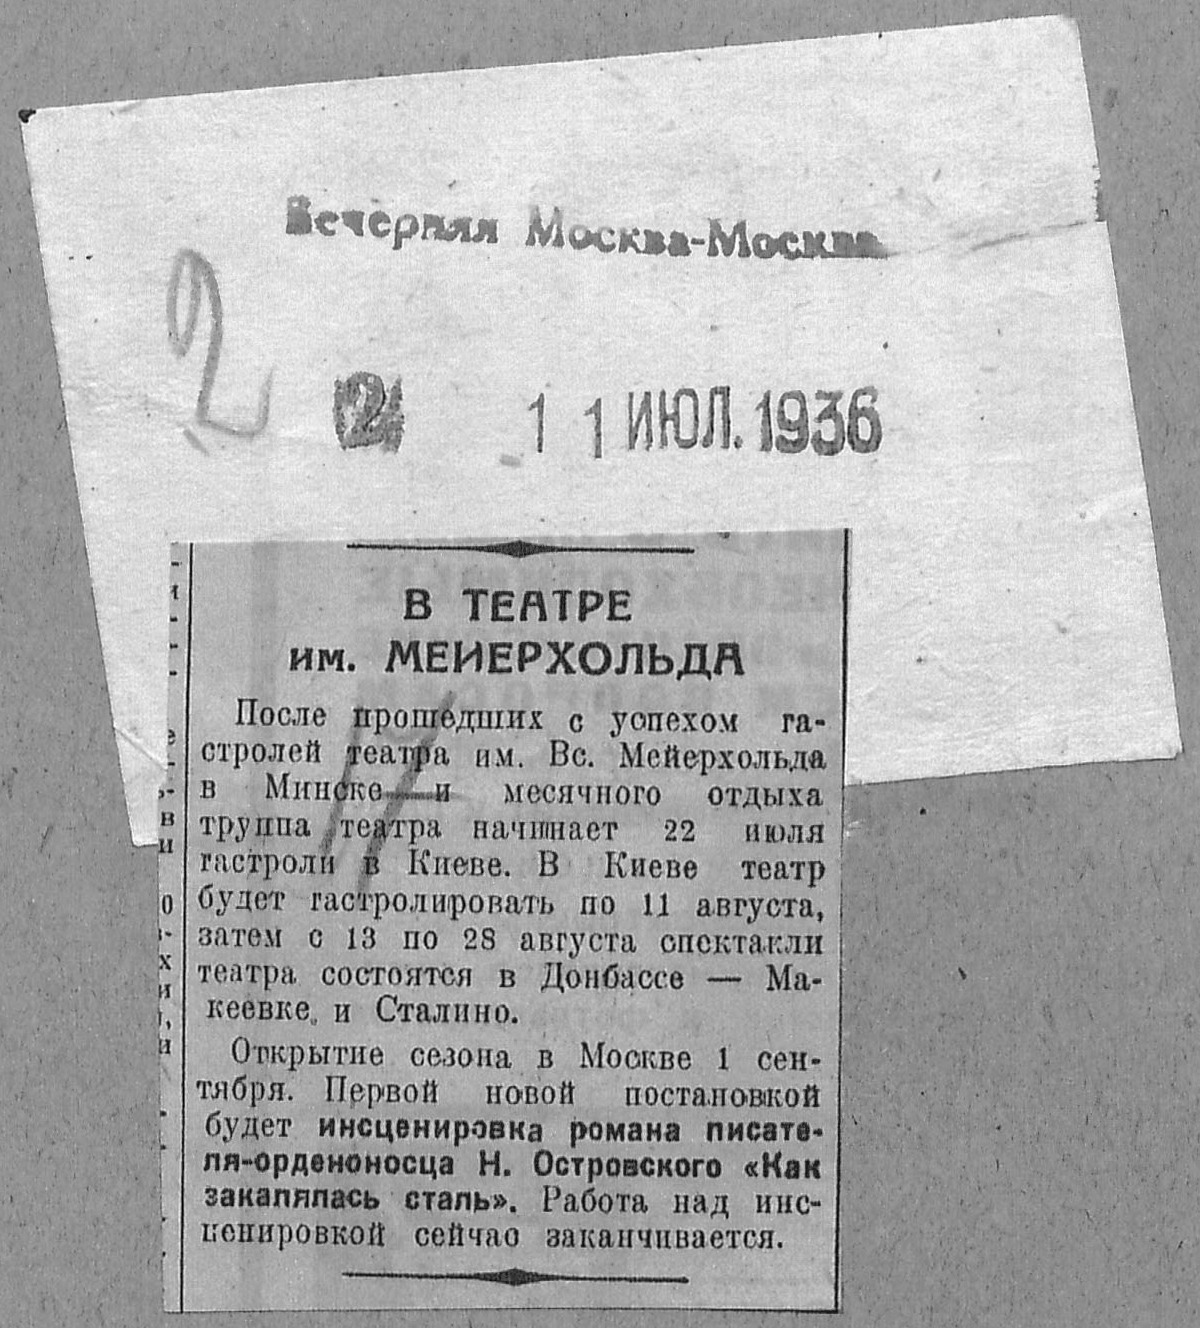 Вечерняя Москва-Москва
2
2 11 ИЮЛ. 1936
В ТЕАТРЕ
им. МЕЙЕРХОЛЬДА
После прошедших с успехом га-
стролей театра им. Вс. Мейерхольда
в Минске и месячного отдыха
труппа театра начинает 22 июля
гастроли в Киеве. В Киеве театр
будет гастролировать по 11 августа,
затем с 13 по 28 августа спектакли
театра состоятся в Донбассе — Ма-
кеевке и Сталино.
Открытие сезона в Москве 1 сен-
тября. Первой новой постановкой
будет инсценировка романа писате-
ля-орденоносца Н. Островского «Как
закалялась сталь». Работа над инс-
ценировкой сейчас заканчивается.
17